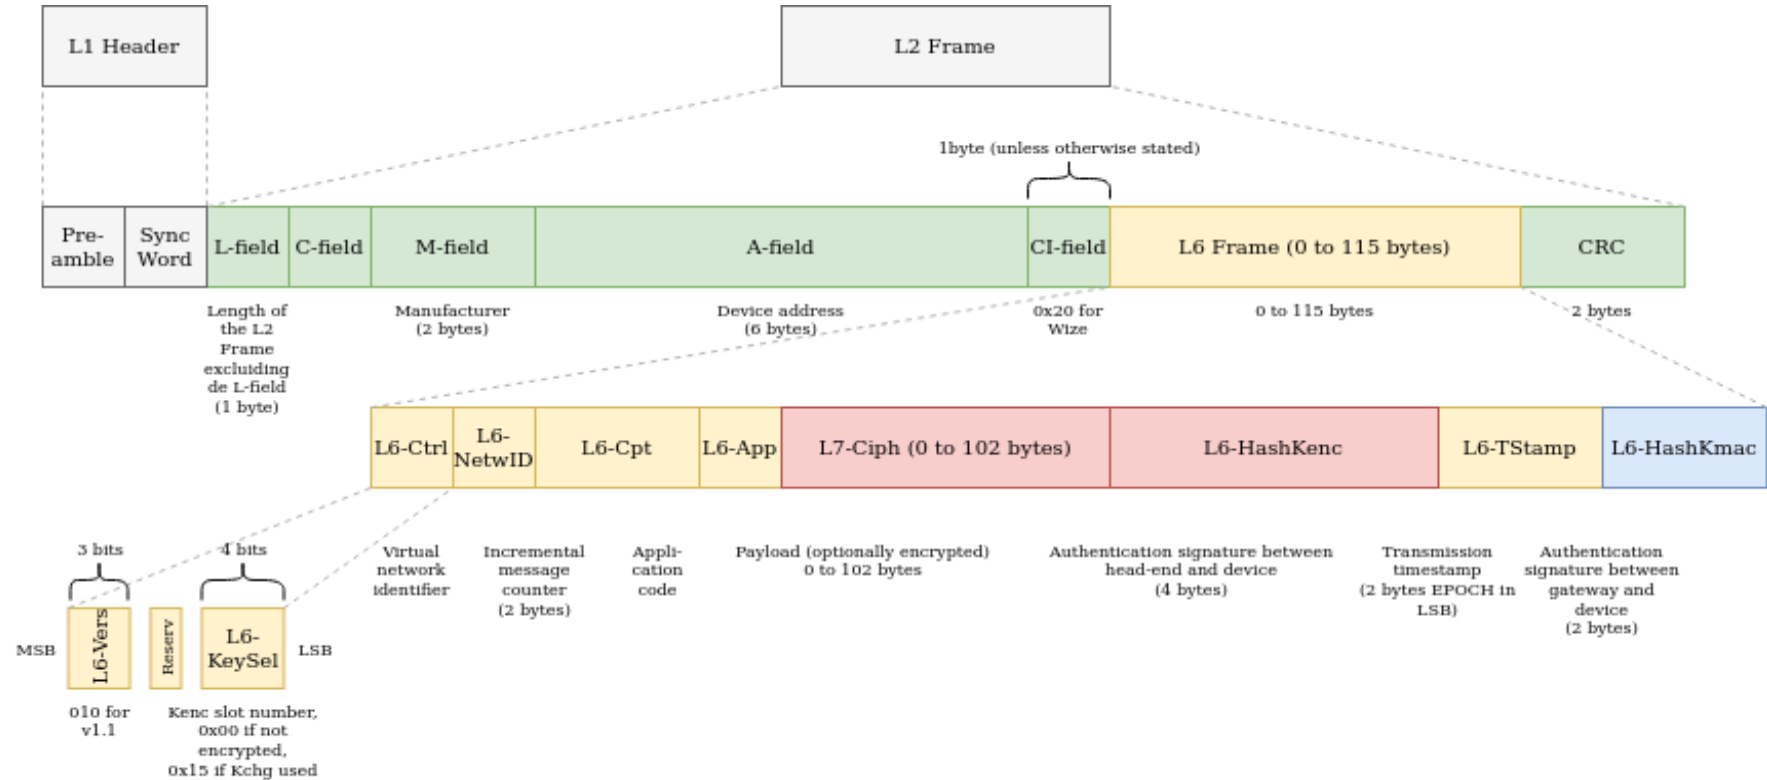 L1 Header
L2 Frame
1byte (unless otherwise stated)
Pre-
amble
Sync
Word
L-field
C-field
M-field
A-field
CI-field
L6 Frame (0 to 115 bytes)
CRC
Length of
the L2
Frame
excluiding
de L-field
(1 byte)
Manufacturer
(2 bytes)
Device address
(6 bytes)
0x20 for
Wize
0 to 115 bytes
2 bytes
L6-Ctrl
L6-
NetwID
L6-Cpt
L6-App
L7-Ciph (0 to 102 bytes)
L6-HashKenc
L6-TStamp
L6-HashKmac
3 bits
4 bits
Virtual
network
identifier
Incremental
message
counter
(2 bytes)
Appli-
cation
code
Payload (optionally encrypted)
0 to 102 bytes
Authentication signature between
head-end and device
(4 bytes)
Transmission
timestamp
(2 bytes EPOCH in
LSB)
Authentication
signature between
gateway and
device
(2 bytes)
MSB
L6-Vers
Reserv
L6-
KeySel
LSB
010 for
v1.1
Kenc slot number,
0x00 if not
encrypted,
0x15 if Kchg used